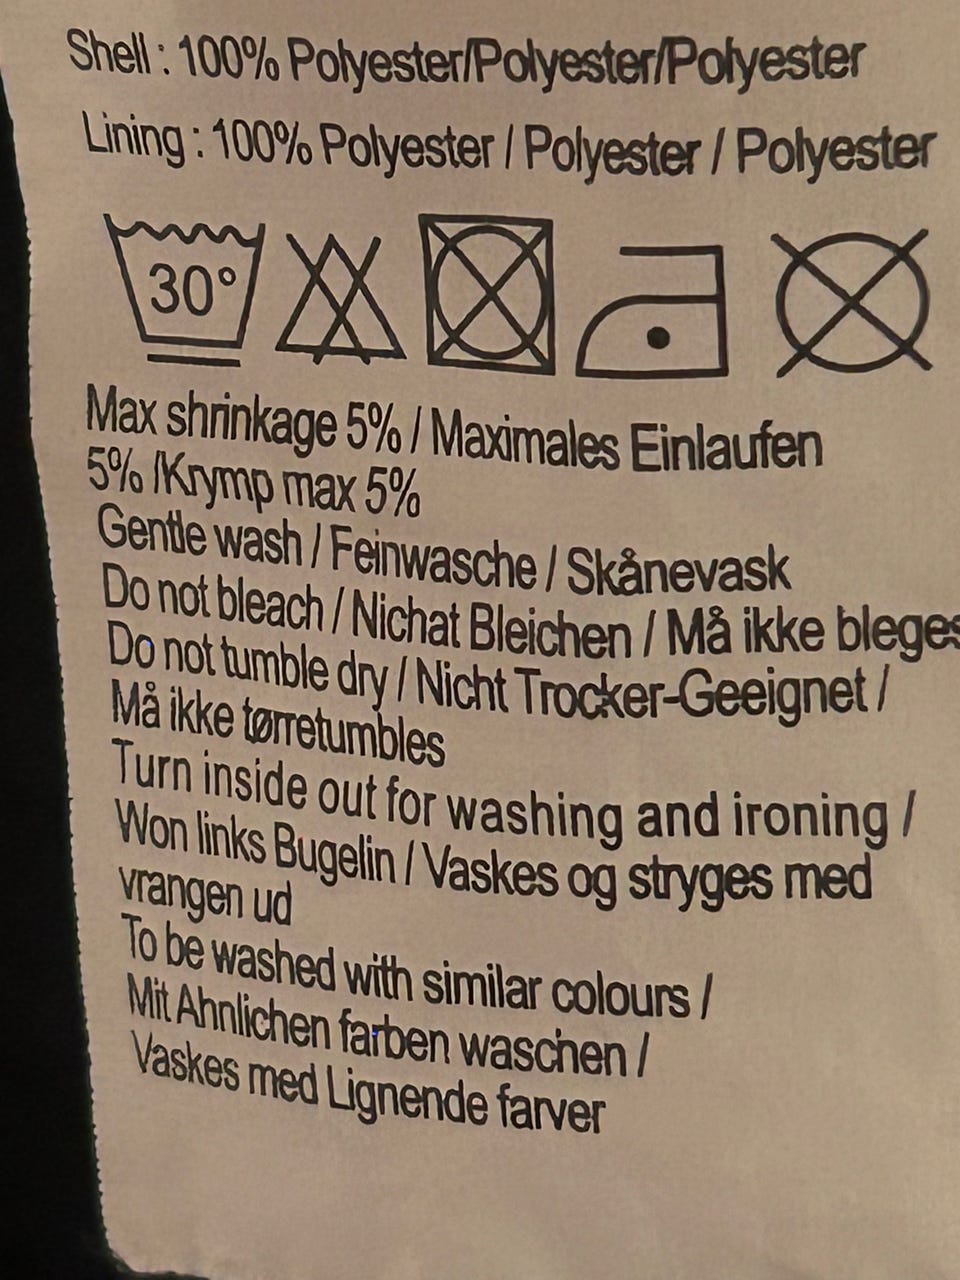 Shell : 100% Polyester/Polyester/Polyester
Lining : 100% Polyester / Polyester / Polyester
30°
Max shrinkage 5% / Maximales Einlaufen
5% /Krymp max 5%
Gentle wash / Feinwasche / Skånevask
Do not bleach / Nichat Bleichen / Må ikke bleges
Do not tumble dry / Nicht Trocker-Geeignet /
Må ikke tørretumbles
Turn inside out for washing and ironing /
Won links Bugelin / Vaskes og stryges med
vrangen ud
To be washed with similar colours /
Mit Ahnlichen farben waschen /
Vaskes med Lignende farver